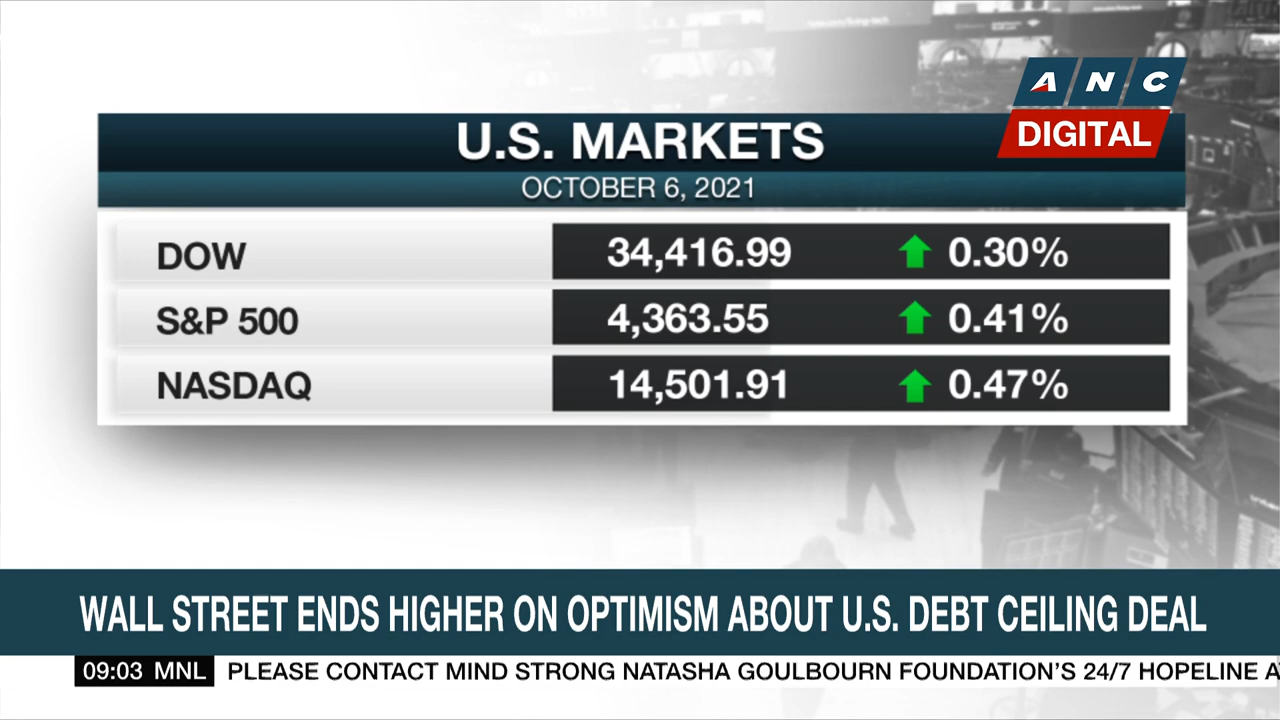 ANC
DIGITAL
U.S. MARKETS
OCTOBER 6, 2021
DOW 34,416.99 0.30%
S&P 500 4,363.55 0.41%
NASDAQ 14,501.91 0.47%
WALL STREET ENDS HIGHER ON OPTIMISM ABOUT U.S. DEBT CEILING DEAL
09:03 MNL PLEASE CONTACT MIND STRONG NATASHA GOULBOURN FOUNDATION'S 24/7 HOPELINE A